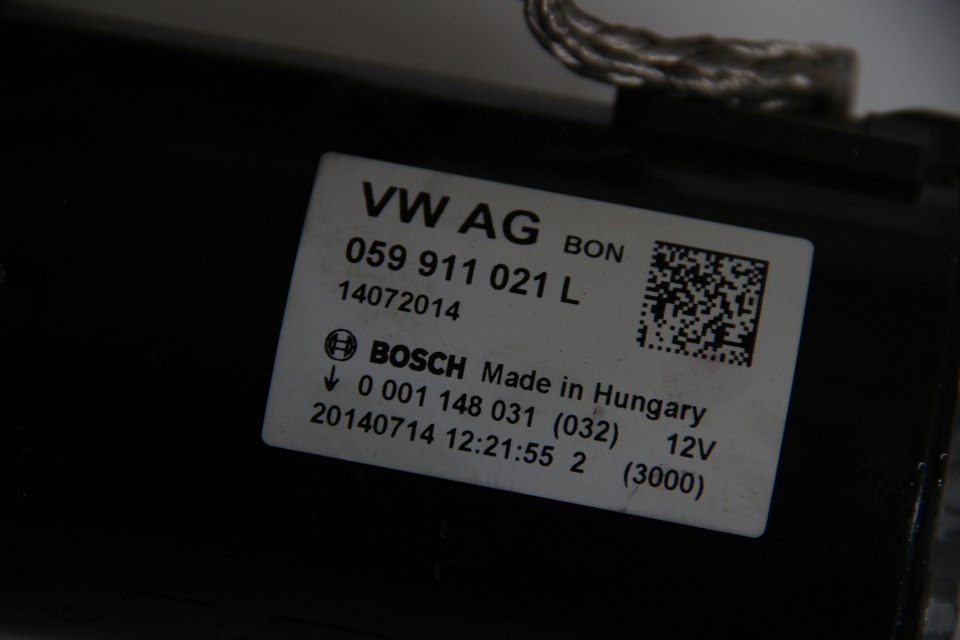 VW AG BON
059 911 021 L
14072014
BOSCH Made in Hungary
↓ 0 001 148 031 (032) 12V
20140714 12:21:55 2 (3000)